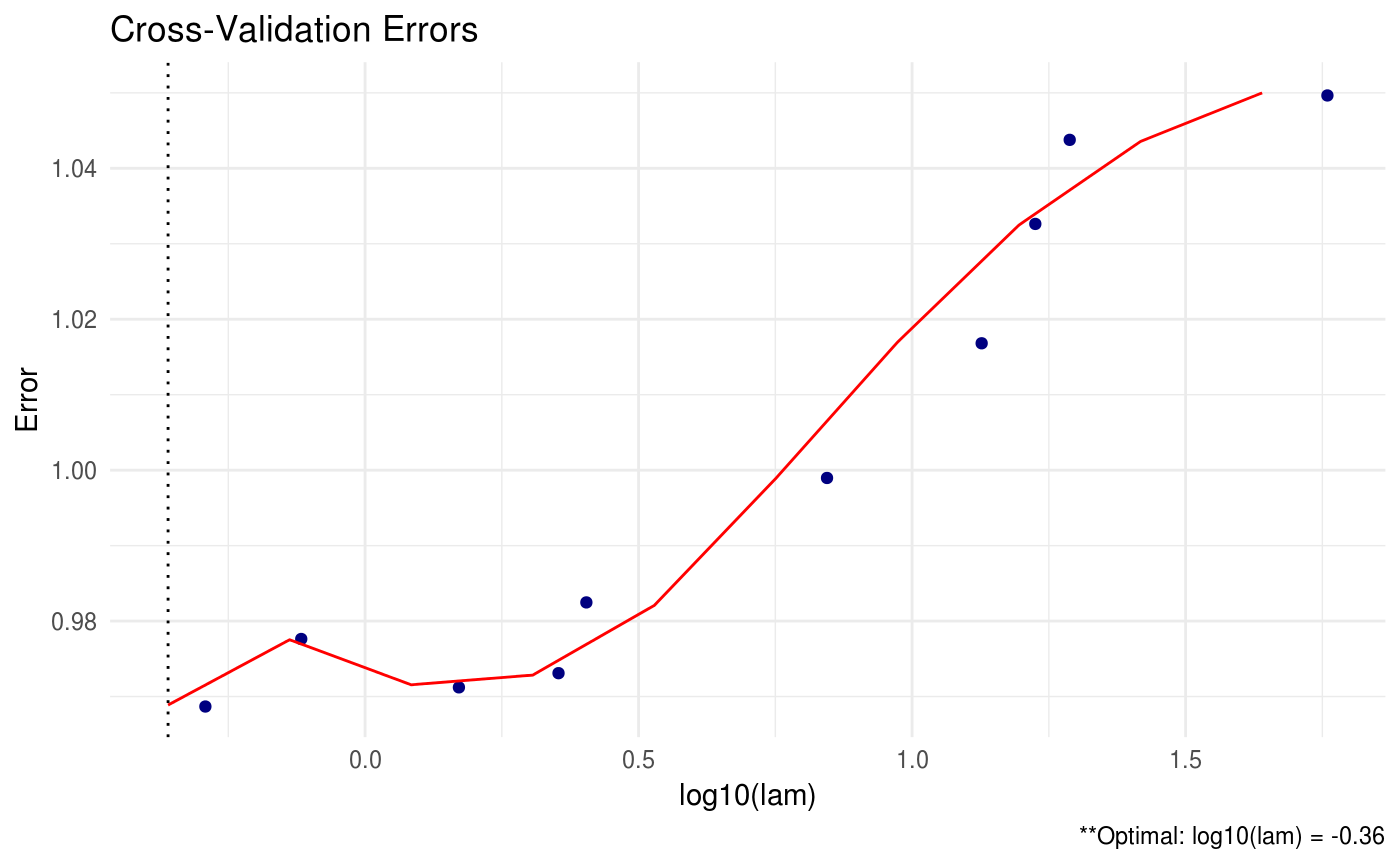 Cross-Validation Errors
Error
1.04
1.02
1.00
0.98
0.0 0.5 1.0 1.5
log10(lam)
**Optimal: log10(lam) = -0.36